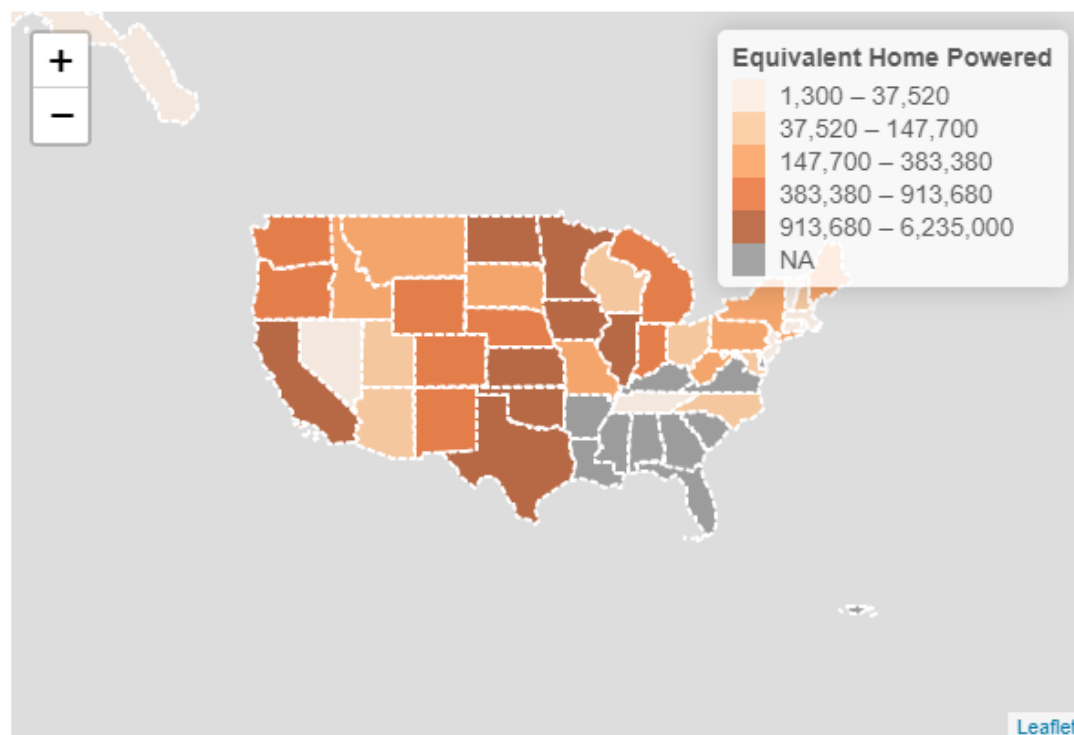 +
−
Equivalent Home Powered
1,300 – 37,520
37,520 – 147,700
147,700 – 383,380
383,380 – 913,680
913,680 – 6,235,000
NA
Leaflet